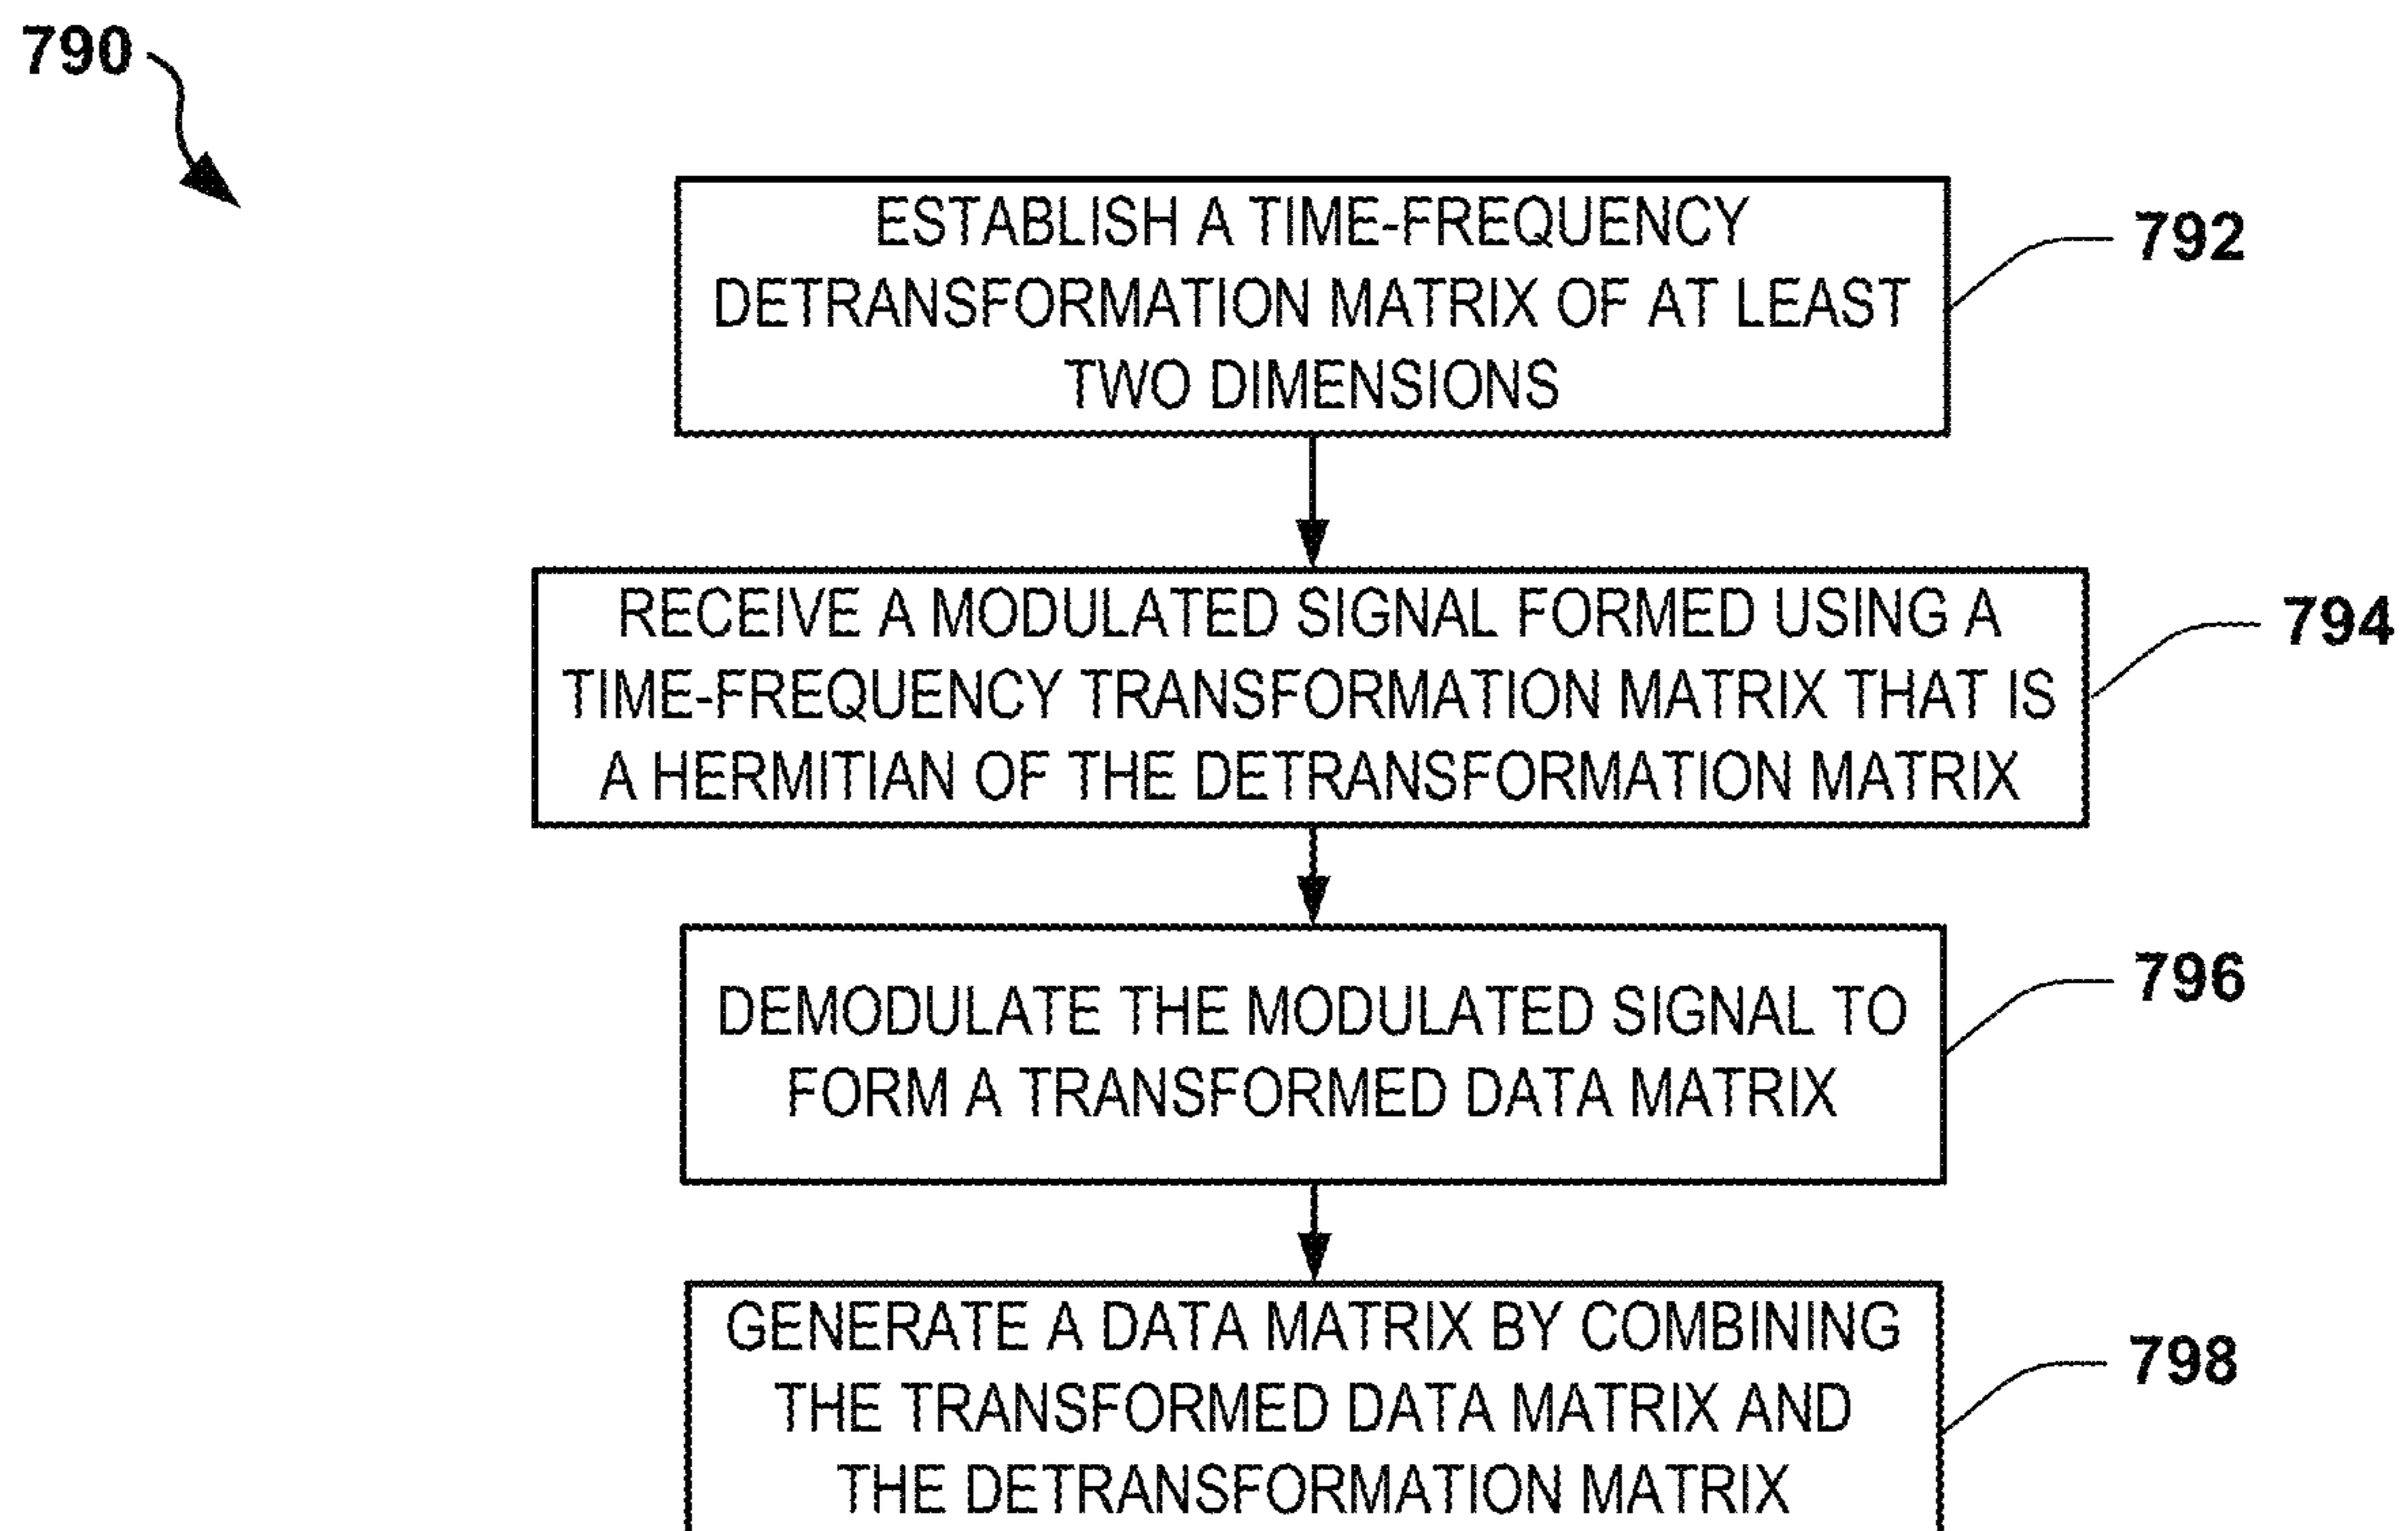 790
ESTABLISH A TIME-FREQUENCY
DETRANSFORMATION MATRIX OF AT LEAST
TWO DIMENSIONS
792
RECEIVE A MODULATED SIGNAL FORMED USING A
TIME-FREQUENCY TRANSFORMATION MATRIX THAT IS
A HERMITIAN OF THE DETRANSFORMATION MATRIX
794
DEMODULATE THE MODULATED SIGNAL TO
FORM A TRANSFORMED DATA MATRIX
796
GENERATE A DATA MATRIX BY COMBINING
THE TRANSFORMED DATA MATRIX AND
THE DETRANSFORMATION MATRIX
798